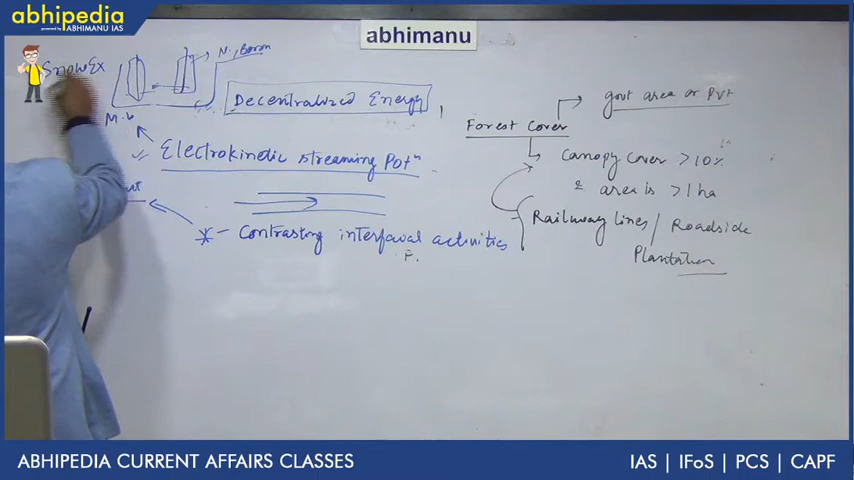 abhipedia
powered by ABHIMANU IAS
abhimanu
SnowEx
N, Boron
Decentralized Energy
M.V
Electrokinetic streaming Potn
Contrasting interfacial activities
F.
Forest Cover
govt area or Pvt
Canopy cover >10%
& area is >1 ha
Railway lines / Roadside
Plantation
ABHIPEDIA CURRENT AFFAIRS CLASSES
IAS | IFoS | PCS | CAPF